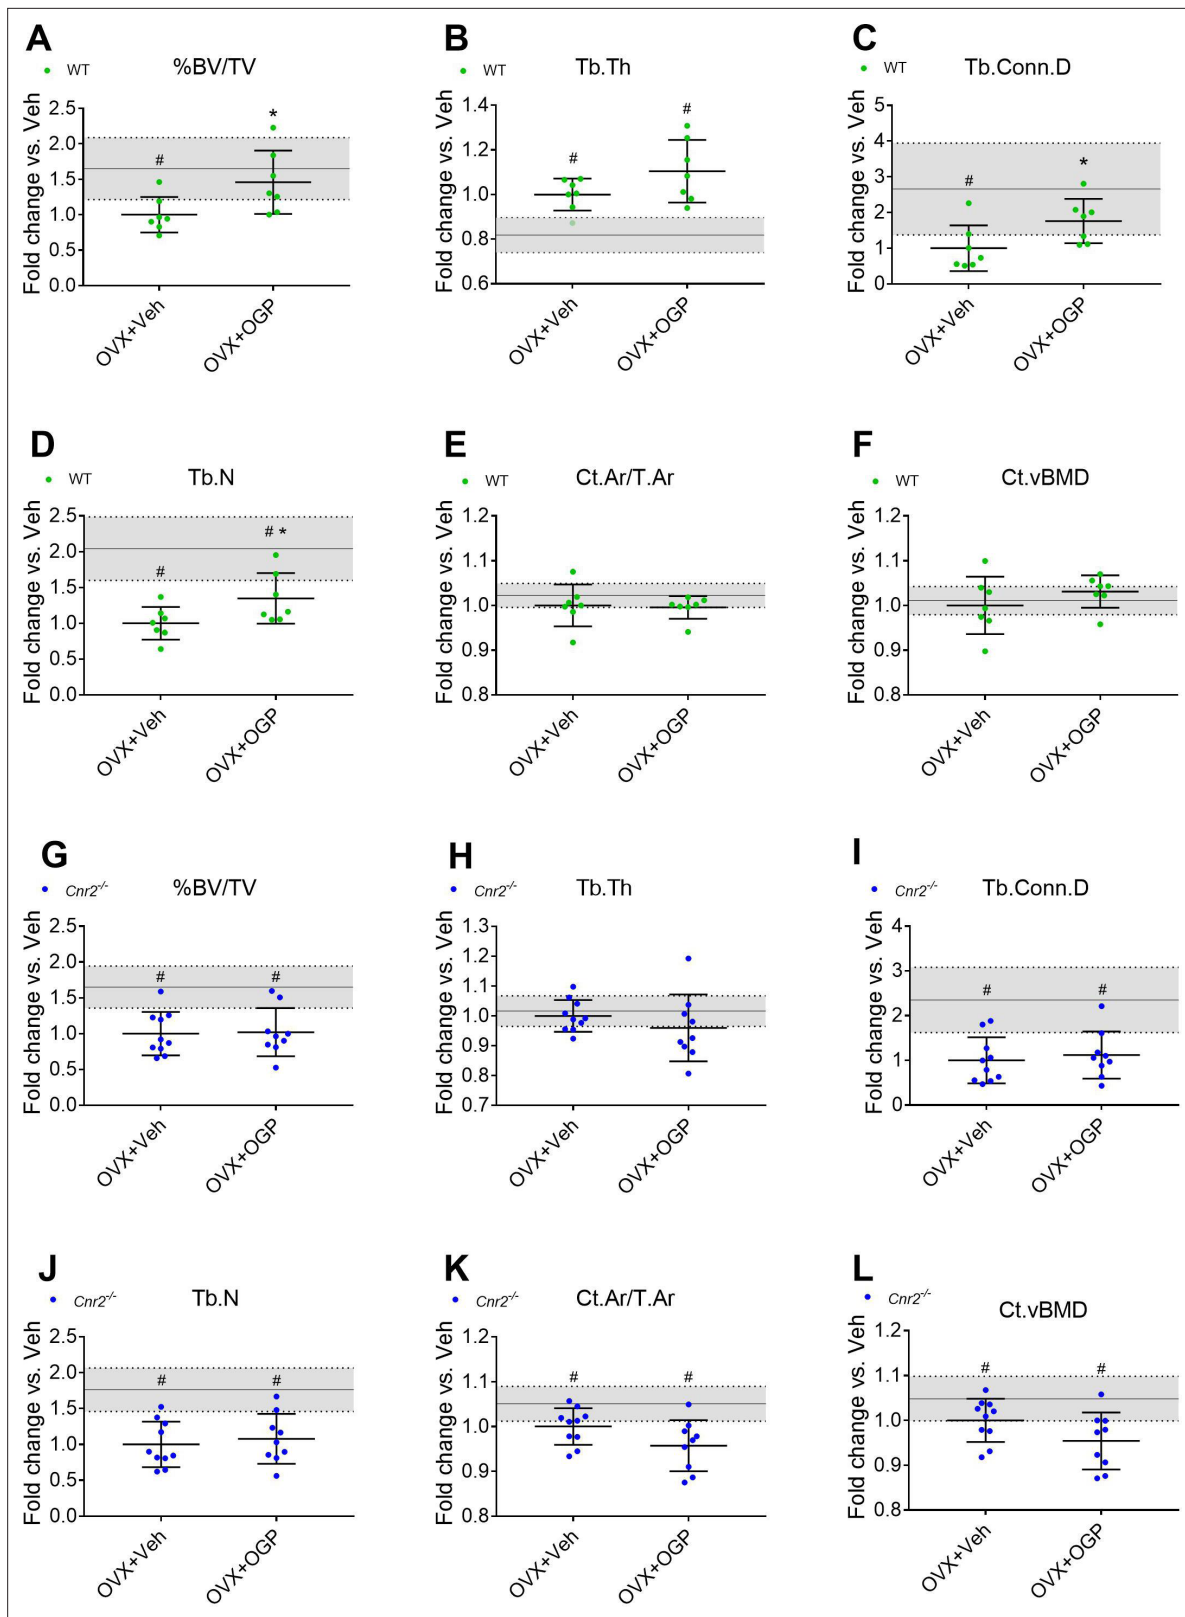 A
WT
%BV/TV
Fold change vs. Veh
2.5
2.0
1.5
1.0
0.5
0.0
#
*
OVX+Veh
OVX+OGP
B
WT
Tb.Th
Fold change vs. Veh
1.4
1.2
1.0
0.8
0.6
#
#
OVX+Veh
OVX+OGP
C
WT
Tb.Conn.D
Fold change vs. Veh
5
4
3
2
1
0
#
*
OVX+Veh
OVX+OGP
D
WT
Tb.N
Fold change vs. Veh
2.5
2.0
1.5
1.0
0.5
0.0
#
# *
OVX+Veh
OVX+OGP
E
WT
Ct.Ar/T.Ar
Fold change vs. Veh
1.2
1.1
1.0
0.9
0.8
OVX+Veh
OVX+OGP
F
WT
Ct.vBMD
Fold change vs. Veh
1.2
1.1
1.0
0.9
0.8
OVX+Veh
OVX+OGP
G
Cnr2-/-
%BV/TV
Fold change vs. Veh
2.5
2.0
1.5
1.0
0.5
0.0
#
#
OVX+Veh
OVX+OGP
H
Cnr2-/-
Tb.Th
Fold change vs. Veh
1.3
1.2
1.1
1.0
0.9
0.8
0.7
OVX+Veh
OVX+OGP
I
Cnr2-/-
Tb.Conn.D
Fold change vs. Veh
4
3
2
1
0
#
#
OVX+Veh
OVX+OGP
J
Cnr2-/-
Tb.N
Fold change vs. Veh
2.5
2.0
1.5
1.0
0.5
0.0
#
#
OVX+Veh
OVX+OGP
K
Cnr2-/-
Ct.Ar/T.Ar
Fold change vs. Veh
1.2
1.1
1.0
0.9
0.8
#
#
OVX+Veh
OVX+OGP
L
Cnr2-/-
Ct.vBMD
Fold change vs. Veh
1.2
1.1
1.0
0.9
0.8
#
#
OVX+Veh
OVX+OGP